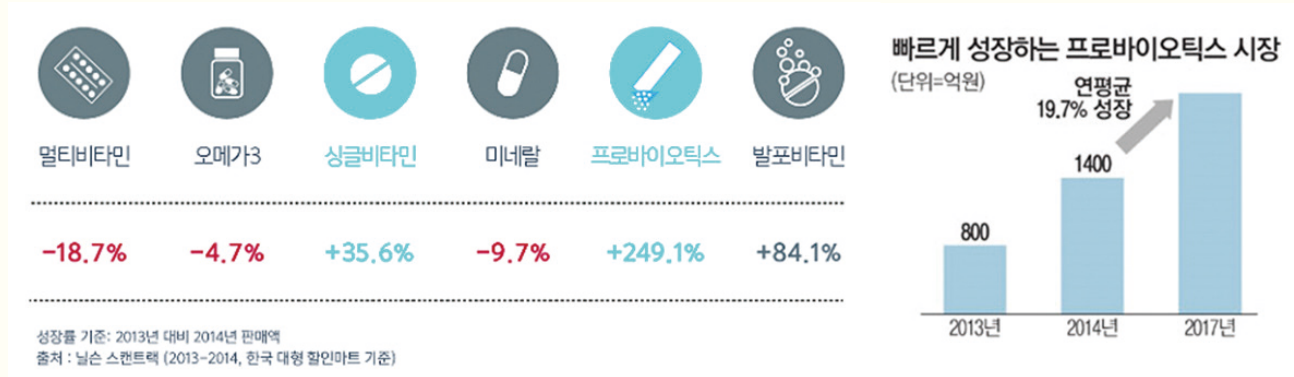 멀티비타민 오메가3 싱글비타민 미네랄 프로바이오틱스 발포비타민
-18.7% -4.7% +35.6% -9.7% +249.1% +84.1%
성장률 기준: 2013년 대비 2014년 판매액
출처 : 닐슨 스캔트랙 (2013-2014, 한국 대형 할인마트 기준)
빠르게 성장하는 프로바이오틱스 시장
(단위=억원)
연평균
19.7% 성장
1400
800
2013년 2014년 2017년